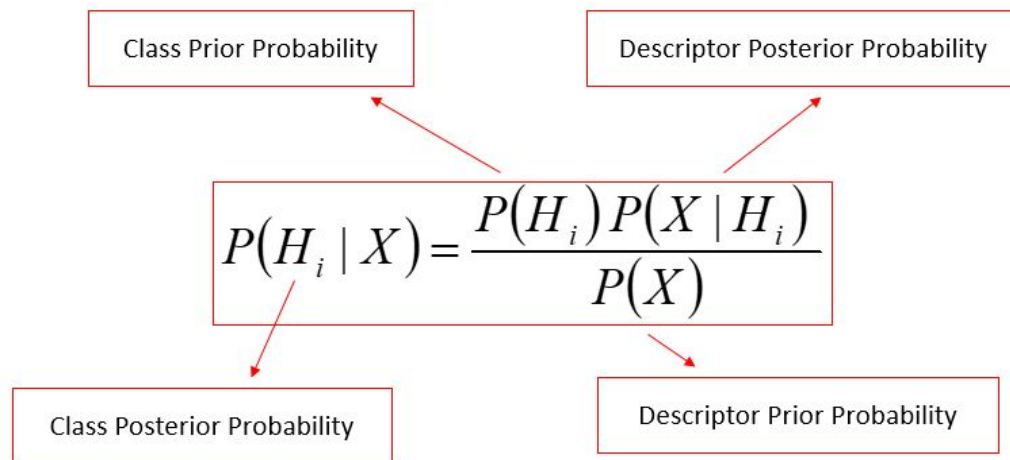 Class Prior Probability
Descriptor Posterior Probability
P(H_i | X) = P(H_i) P(X | H_i) / P(X)
Class Posterior Probability
Descriptor Prior Probability